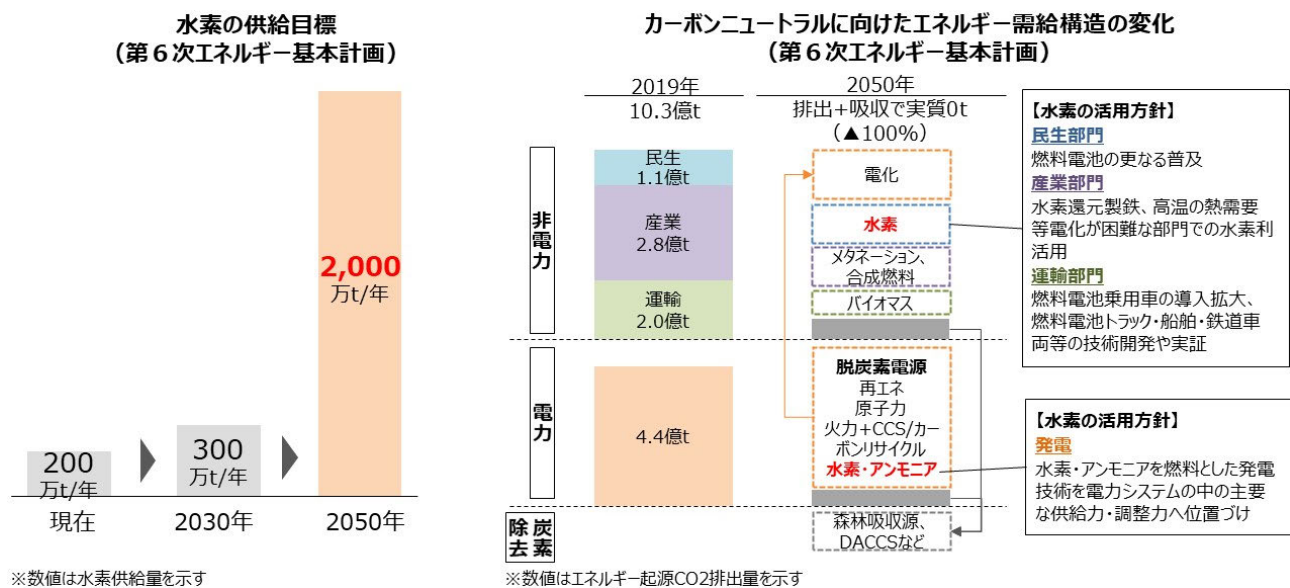 水素の供給目標
（第６次エネルギー基本計画）
2,000
万t/年
200
万t/年
300
万t/年
現在
2030年
2050年
※数値は水素供給量を示す
カーボンニュートラルに向けたエネルギー需給構造の変化
（第６次エネルギー基本計画）
2019年
10.3億t
2050年
排出+吸収で実質0t
（▲100%）
非電力
民生
1.1億t
産業
2.8億t
運輸
2.0億t
電化
水素
メタネーション、
合成燃料
バイオマス
電力
4.4億t
脱炭素電源
再エネ
原子力
火力+CCS/カー
ボンリサイクル
水素・アンモニア
炭素
除去
森林吸収源、
DACCSなど
【水素の活用方針】
民生部門
燃料電池の更なる普及
産業部門
水素還元製鉄、高温の熱需要
等電化が困難な部門での水素利
活用
運輸部門
燃料電池乗用車の導入拡大、
燃料電池トラック・船舶・鉄道車
両等の技術開発や実証
【水素の活用方針】
発電
水素・アンモニアを燃料とした発電
技術を電力システムの中の主要
な供給力・調整力へ位置づけ
※数値はエネルギー起源CO2排出量を示す